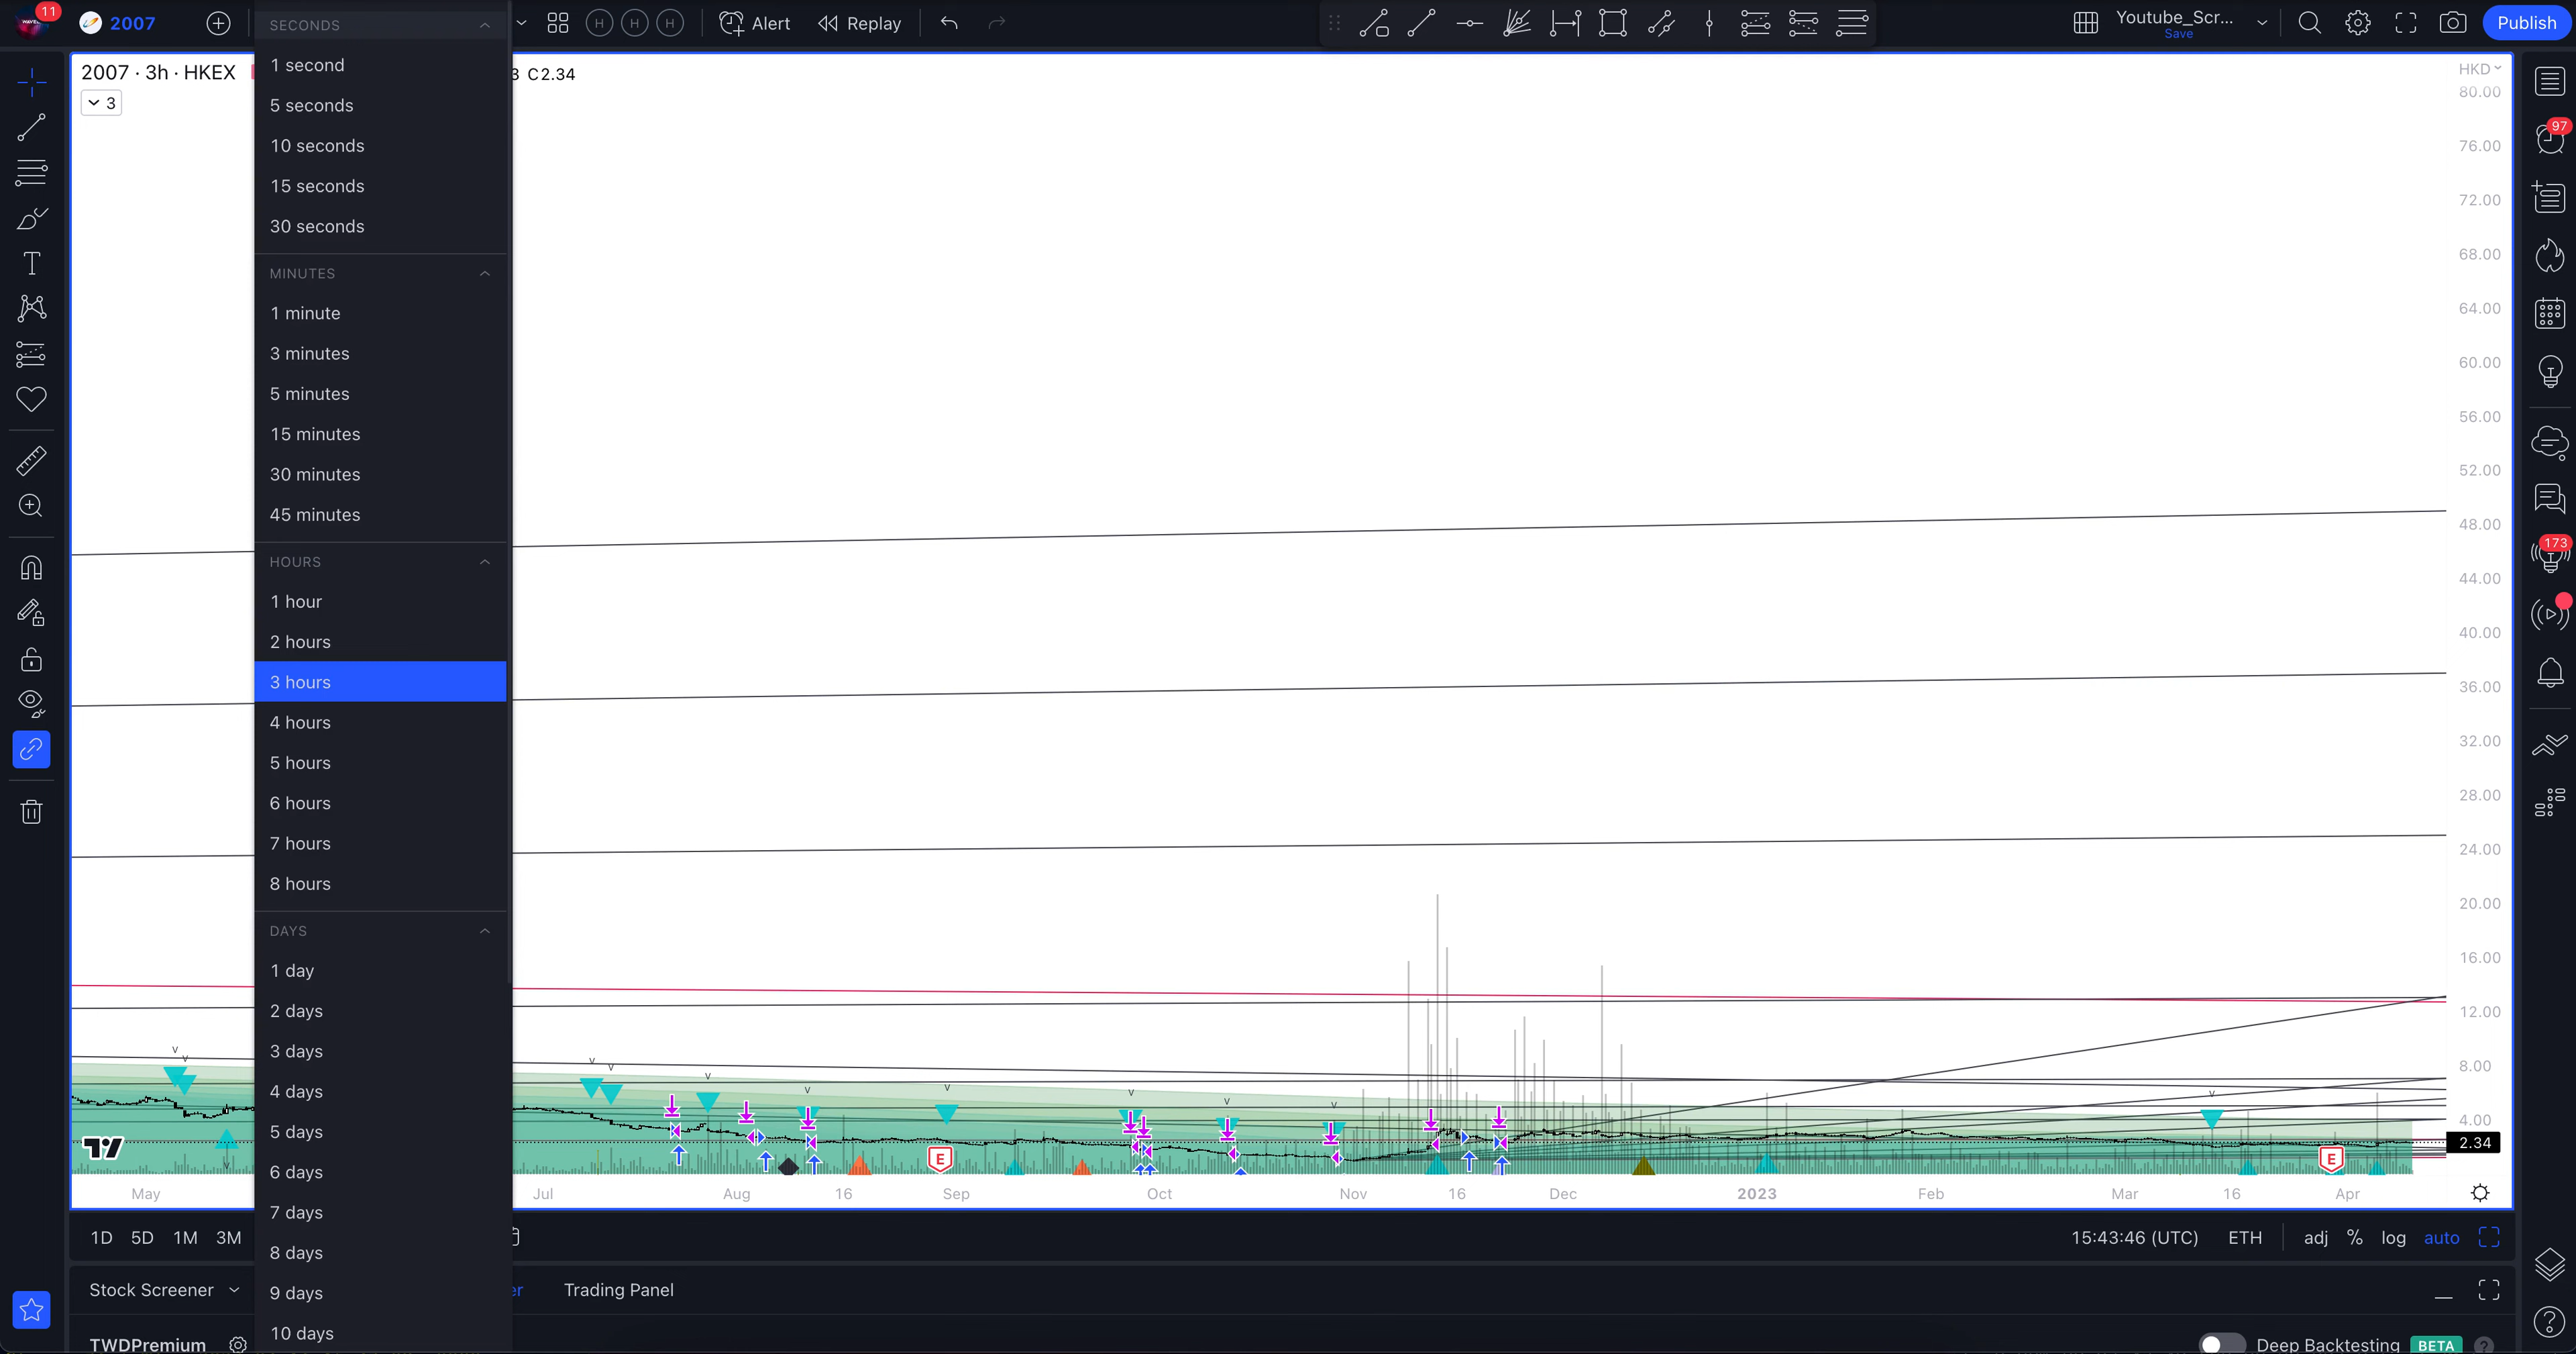 11
2007
Alert
Replay
Youtube_Scr...
Save
Publish
SECONDS
1 second
5 seconds
10 seconds
15 seconds
30 seconds
MINUTES
1 minute
3 minutes
5 minutes
15 minutes
30 minutes
45 minutes
HOURS
1 hour
2 hours
3 hours
4 hours
5 hours
6 hours
7 hours
8 hours
DAYS
1 day
2 days
3 days
4 days
5 days
6 days
7 days
8 days
9 days
10 days
2007 · 3h · HKEX
3 C2.34
3
H
H
H
HKD
80.00
76.00
72.00
68.00
64.00
60.00
56.00
52.00
48.00
44.00
40.00
36.00
32.00
28.00
24.00
20.00
16.00
12.00
8.00
4.00
2.34
E
E
May
Jul
Aug
16
Sep
Oct
Nov
16
Dec
2023
Feb
Mar
16
Apr
1D 5D 1M 3M
15:43:46 (UTC) ETH adj % log auto
Stock Screener
er
Trading Panel
TWDPremium
Deep Backtesting BETA ?
97
173